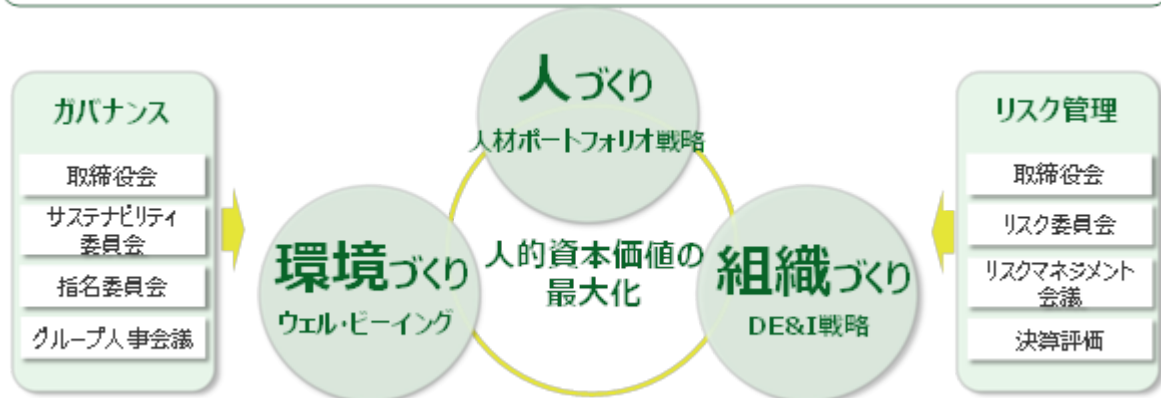 ガバナンス
取締役会
サステナビリティ
委員会
指名委員会
グループ人事会議
人づくり
人材ポートフォリオ戦略
環境づくり
ウェル・ビーイング
人的資本価値の
最大化
組織づくり
DE&I戦略
リスク管理
取締役会
リスク委員会
リスクマネジメント
会議
決算評価